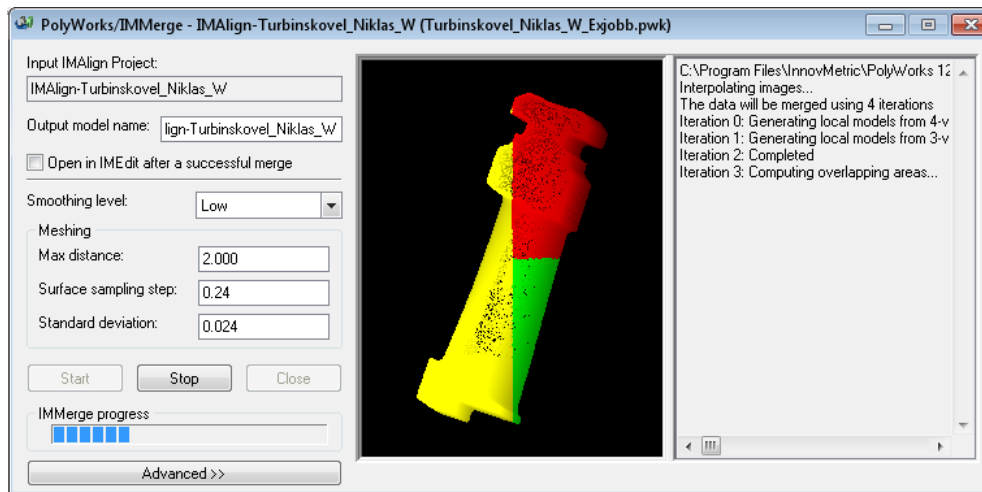 PolyWorks/IMMerge - IMAlign-Turbinskovel_Niklas_W (Turbinskovel_Niklas_W_Exjobb.pwk)
Input IMAlign Project:
IMAlign-Turbinskovel_Niklas_W
Output model name: lign-Turbinskovel_Niklas_W
Open in IMEdit after a successful merge
Smoothing level: Low
Meshing
Max distance: 2.000
Surface sampling step: 0.24
Standard deviation: 0.024
Start Stop Close
IMMerge progress
Advanced >>
C:\Program Files\InnovMetric\PolyWorks 12
Interpolating images...
The data will be merged using 4 iterations
Iteration 0: Generating local models from 4-v
Iteration 1: Generating local models from 3-v
Iteration 2: Completed
Iteration 3: Computing overlapping areas...